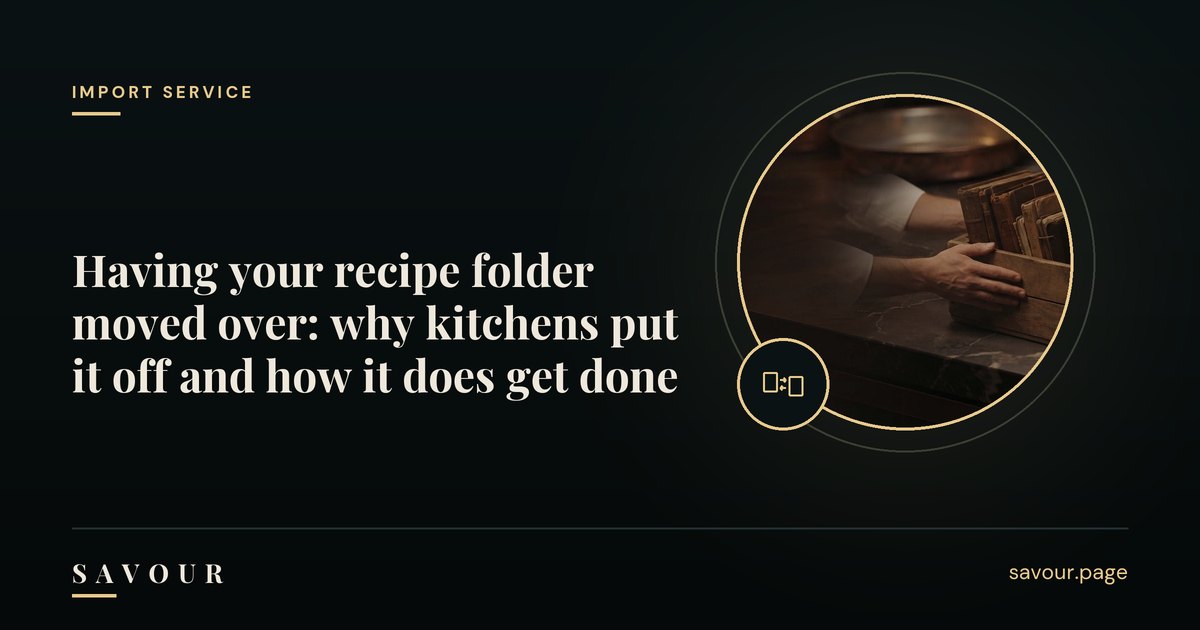 IMPORT SERVICE
Having your recipe folder
moved over: why kitchens put
it off and how it does get done
SAVOUR
savour.page